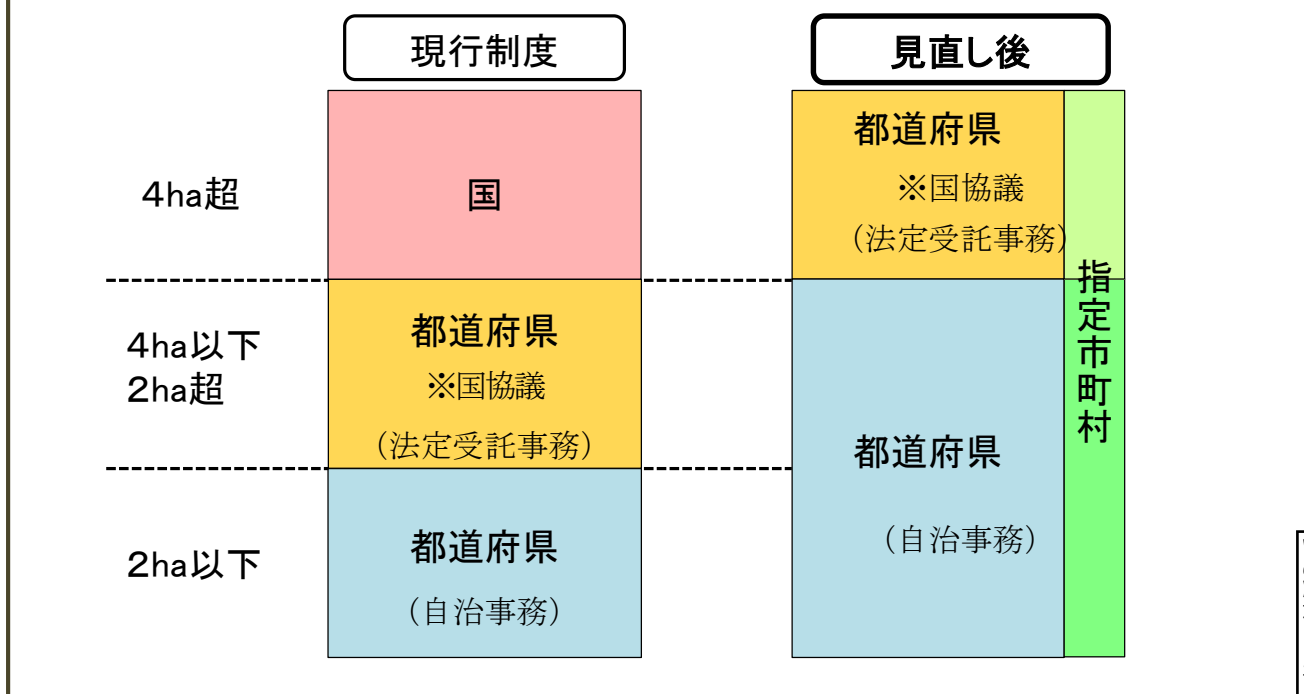 現行制度
見直し後
4ha超
国
都道府県
※国協議
(法定受託事務)
4ha以下
2ha超
都道府県
※国協議
(法定受託事務)
指定市町村
2ha以下
都道府県
(自治事務)
都道府県
(自治事務)